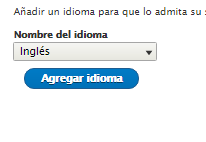 Añadir un idioma para que lo admita su
Nombre del idioma
Inglés
Agregar idioma